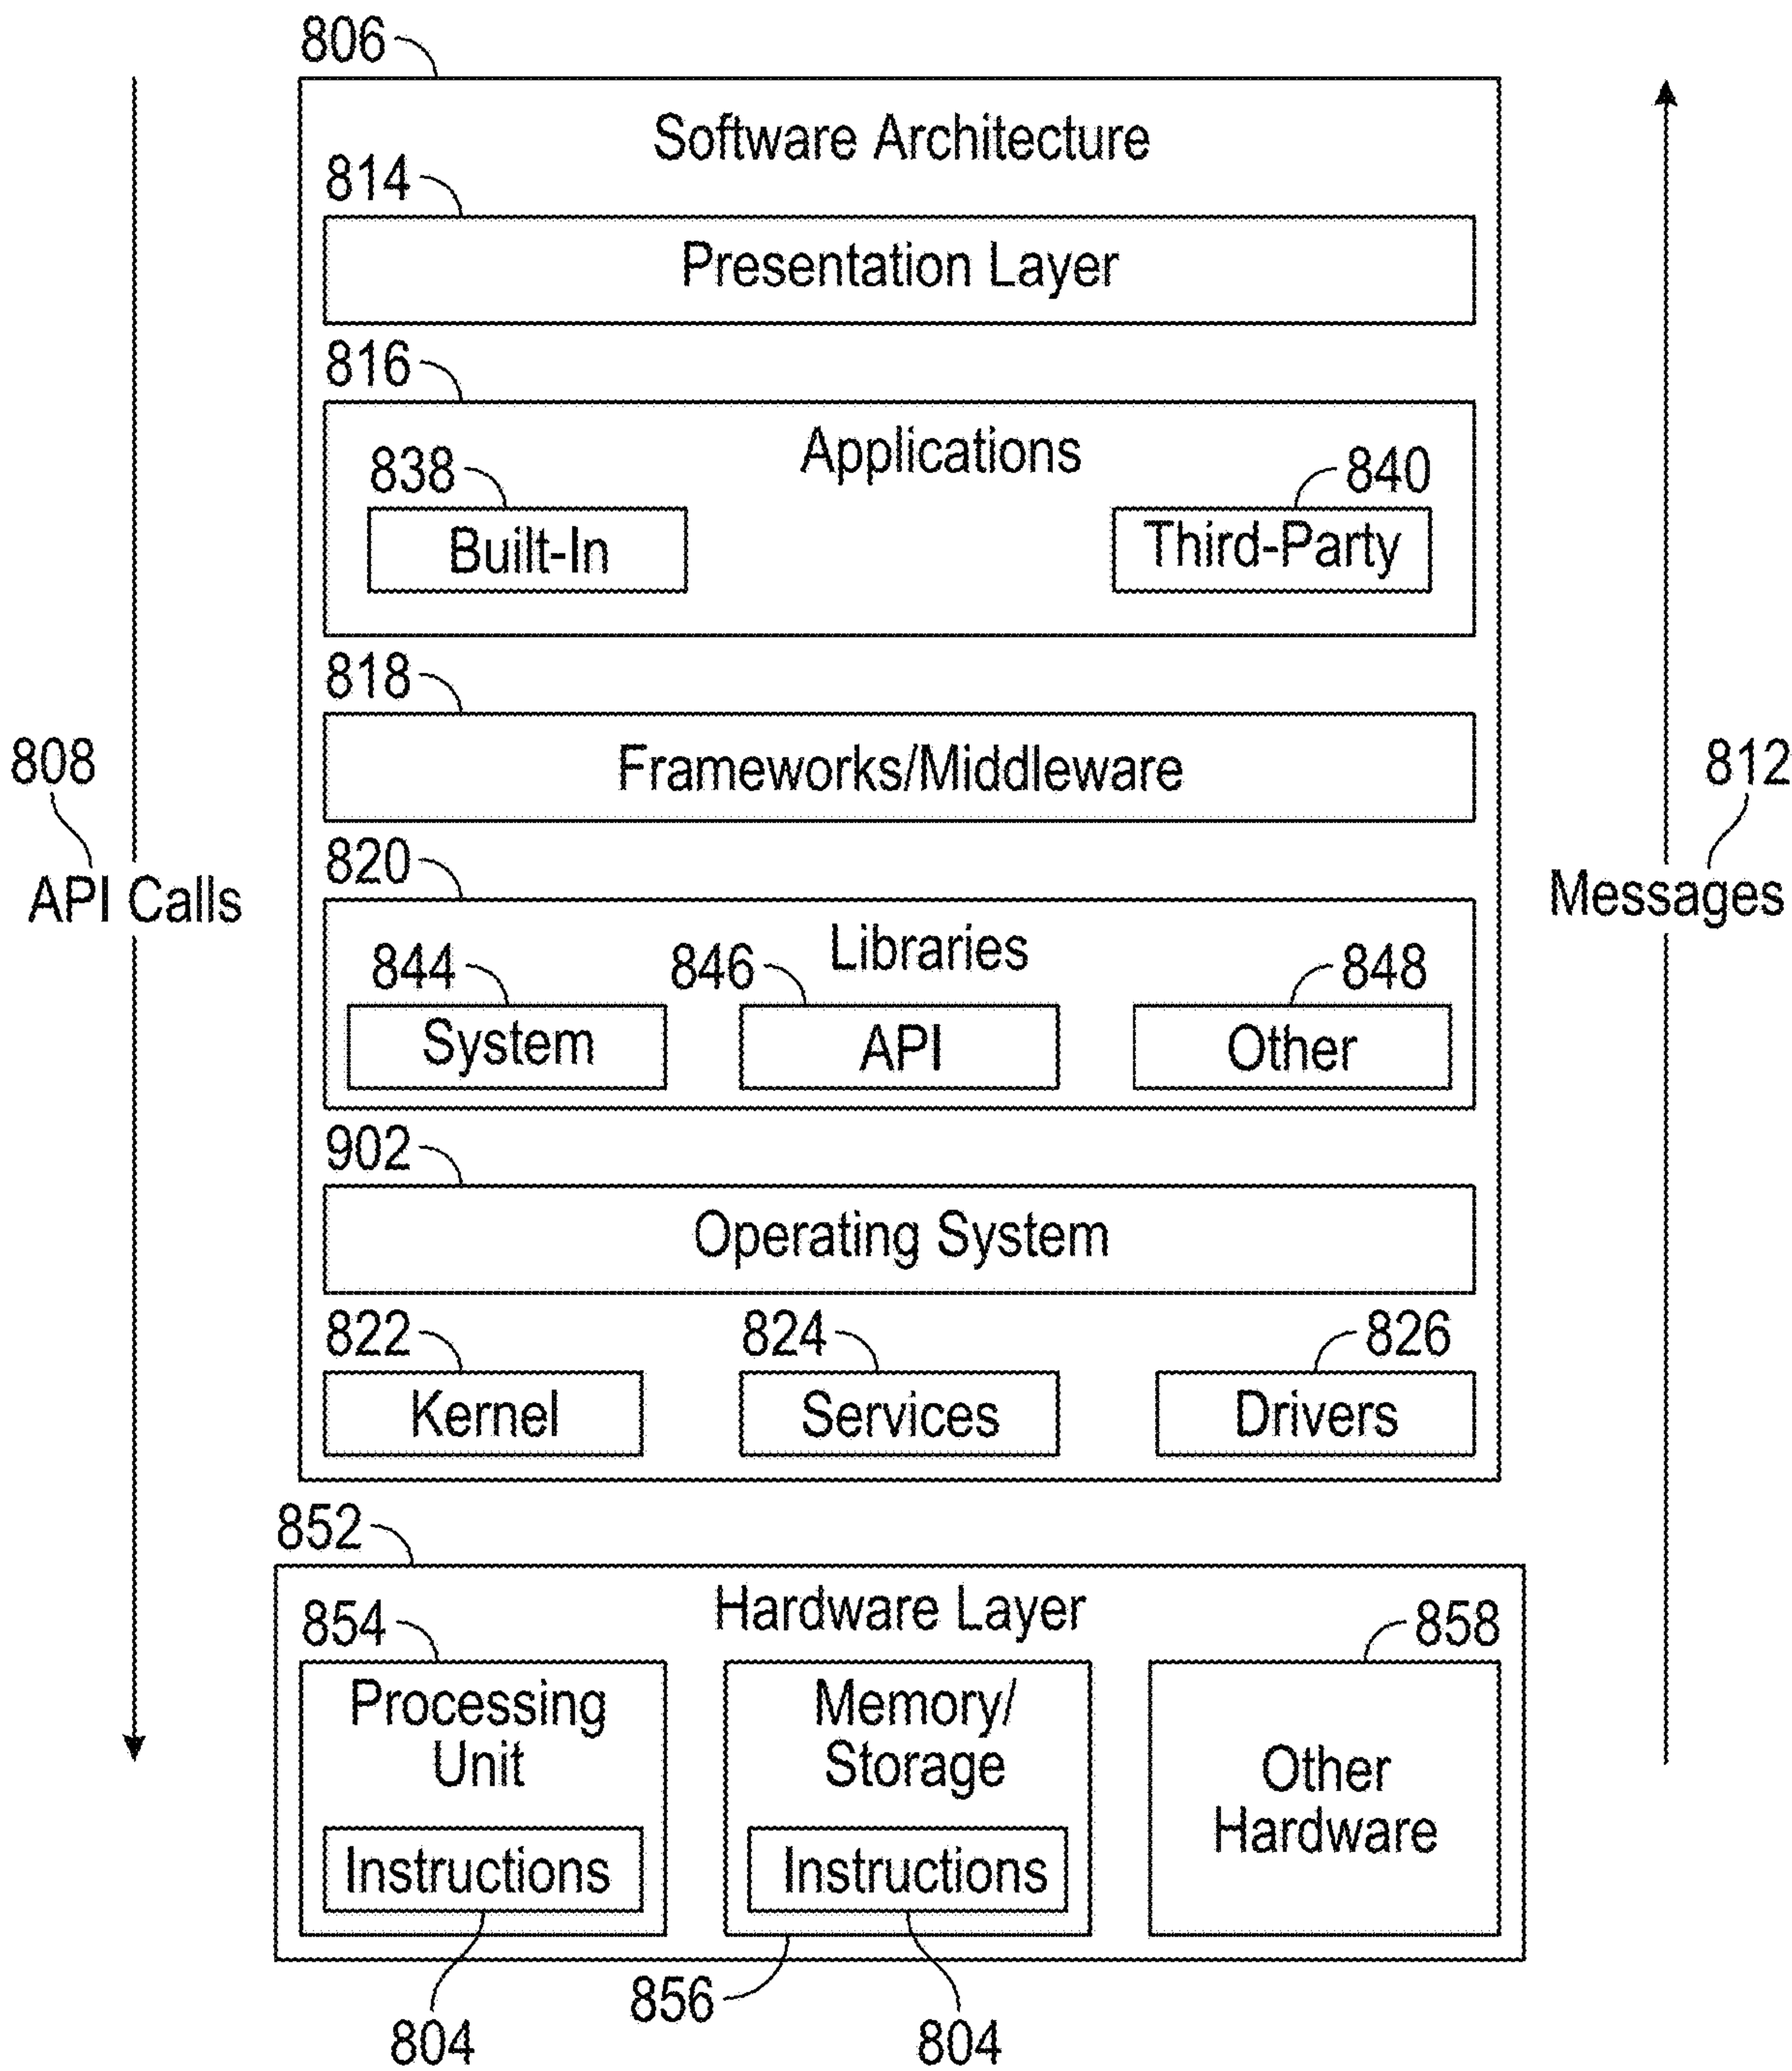 806
Software Architecture
814
Presentation Layer
816
Applications
838
840
Built-In
Third-Party
818
Frameworks/Middleware
808
API Calls
812
Messages
820
Libraries
844
846
848
System
API
Other
902
Operating System
822
824
826
Kernel
Services
Drivers
852
Hardware Layer
854
858
Processing
Unit
Instructions
Memory/
Storage
Instructions
Other
Hardware
804
856
804